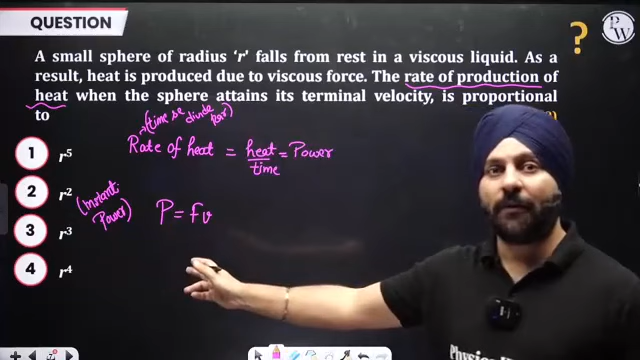 QUESTION
?
PW
A small sphere of radius 'r' falls from rest in a viscous liquid. As a
result, heat is produced due to viscous force. The rate of production of
heat when the sphere attains its terminal velocity, is proportional
to
(time se divide kar)
Rate of heat = heat/time = Power
1 r⁵
2 r²
(instant Power) P = fv
3 r³
4 r⁴